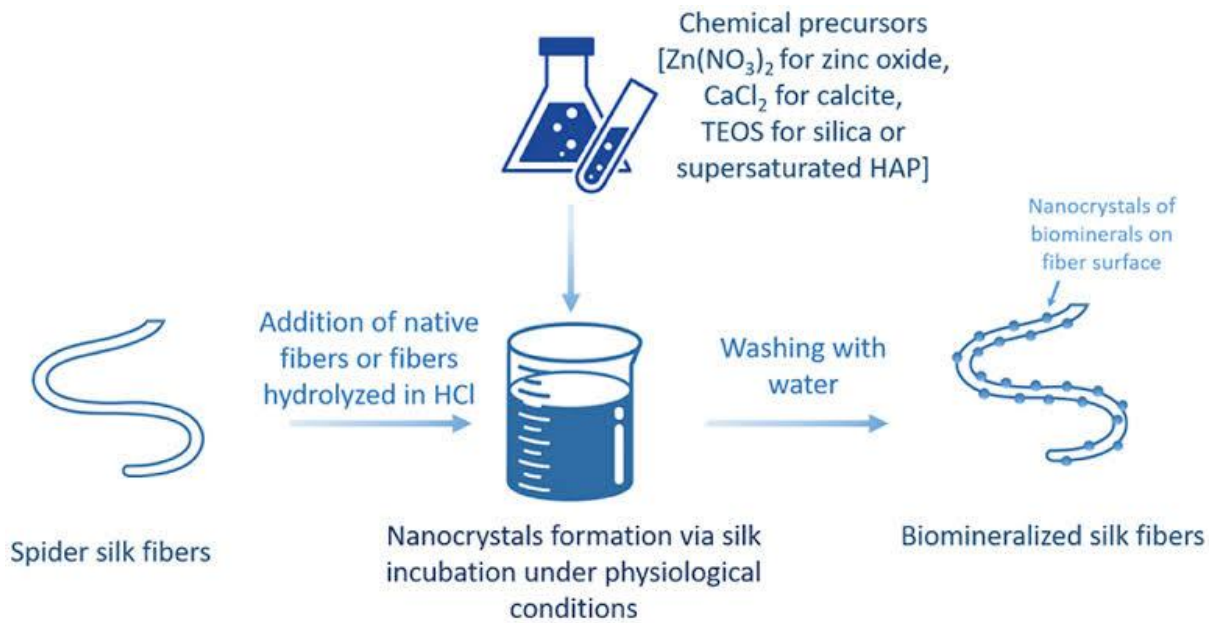 Chemical precursors
[Zn(NO₃)₂ for zinc oxide,
CaCl₂ for calcite,
TEOS for silica or
supersaturated HAP]
Nanocrystals of
biominerals on
fiber surface
Addition of native
fibers or fibers
hydrolyzed in HCl
Washing with
water
Spider silk fibers
Nanocrystals formation via silk
incubation under physiological
conditions
Biomineralized silk fibers